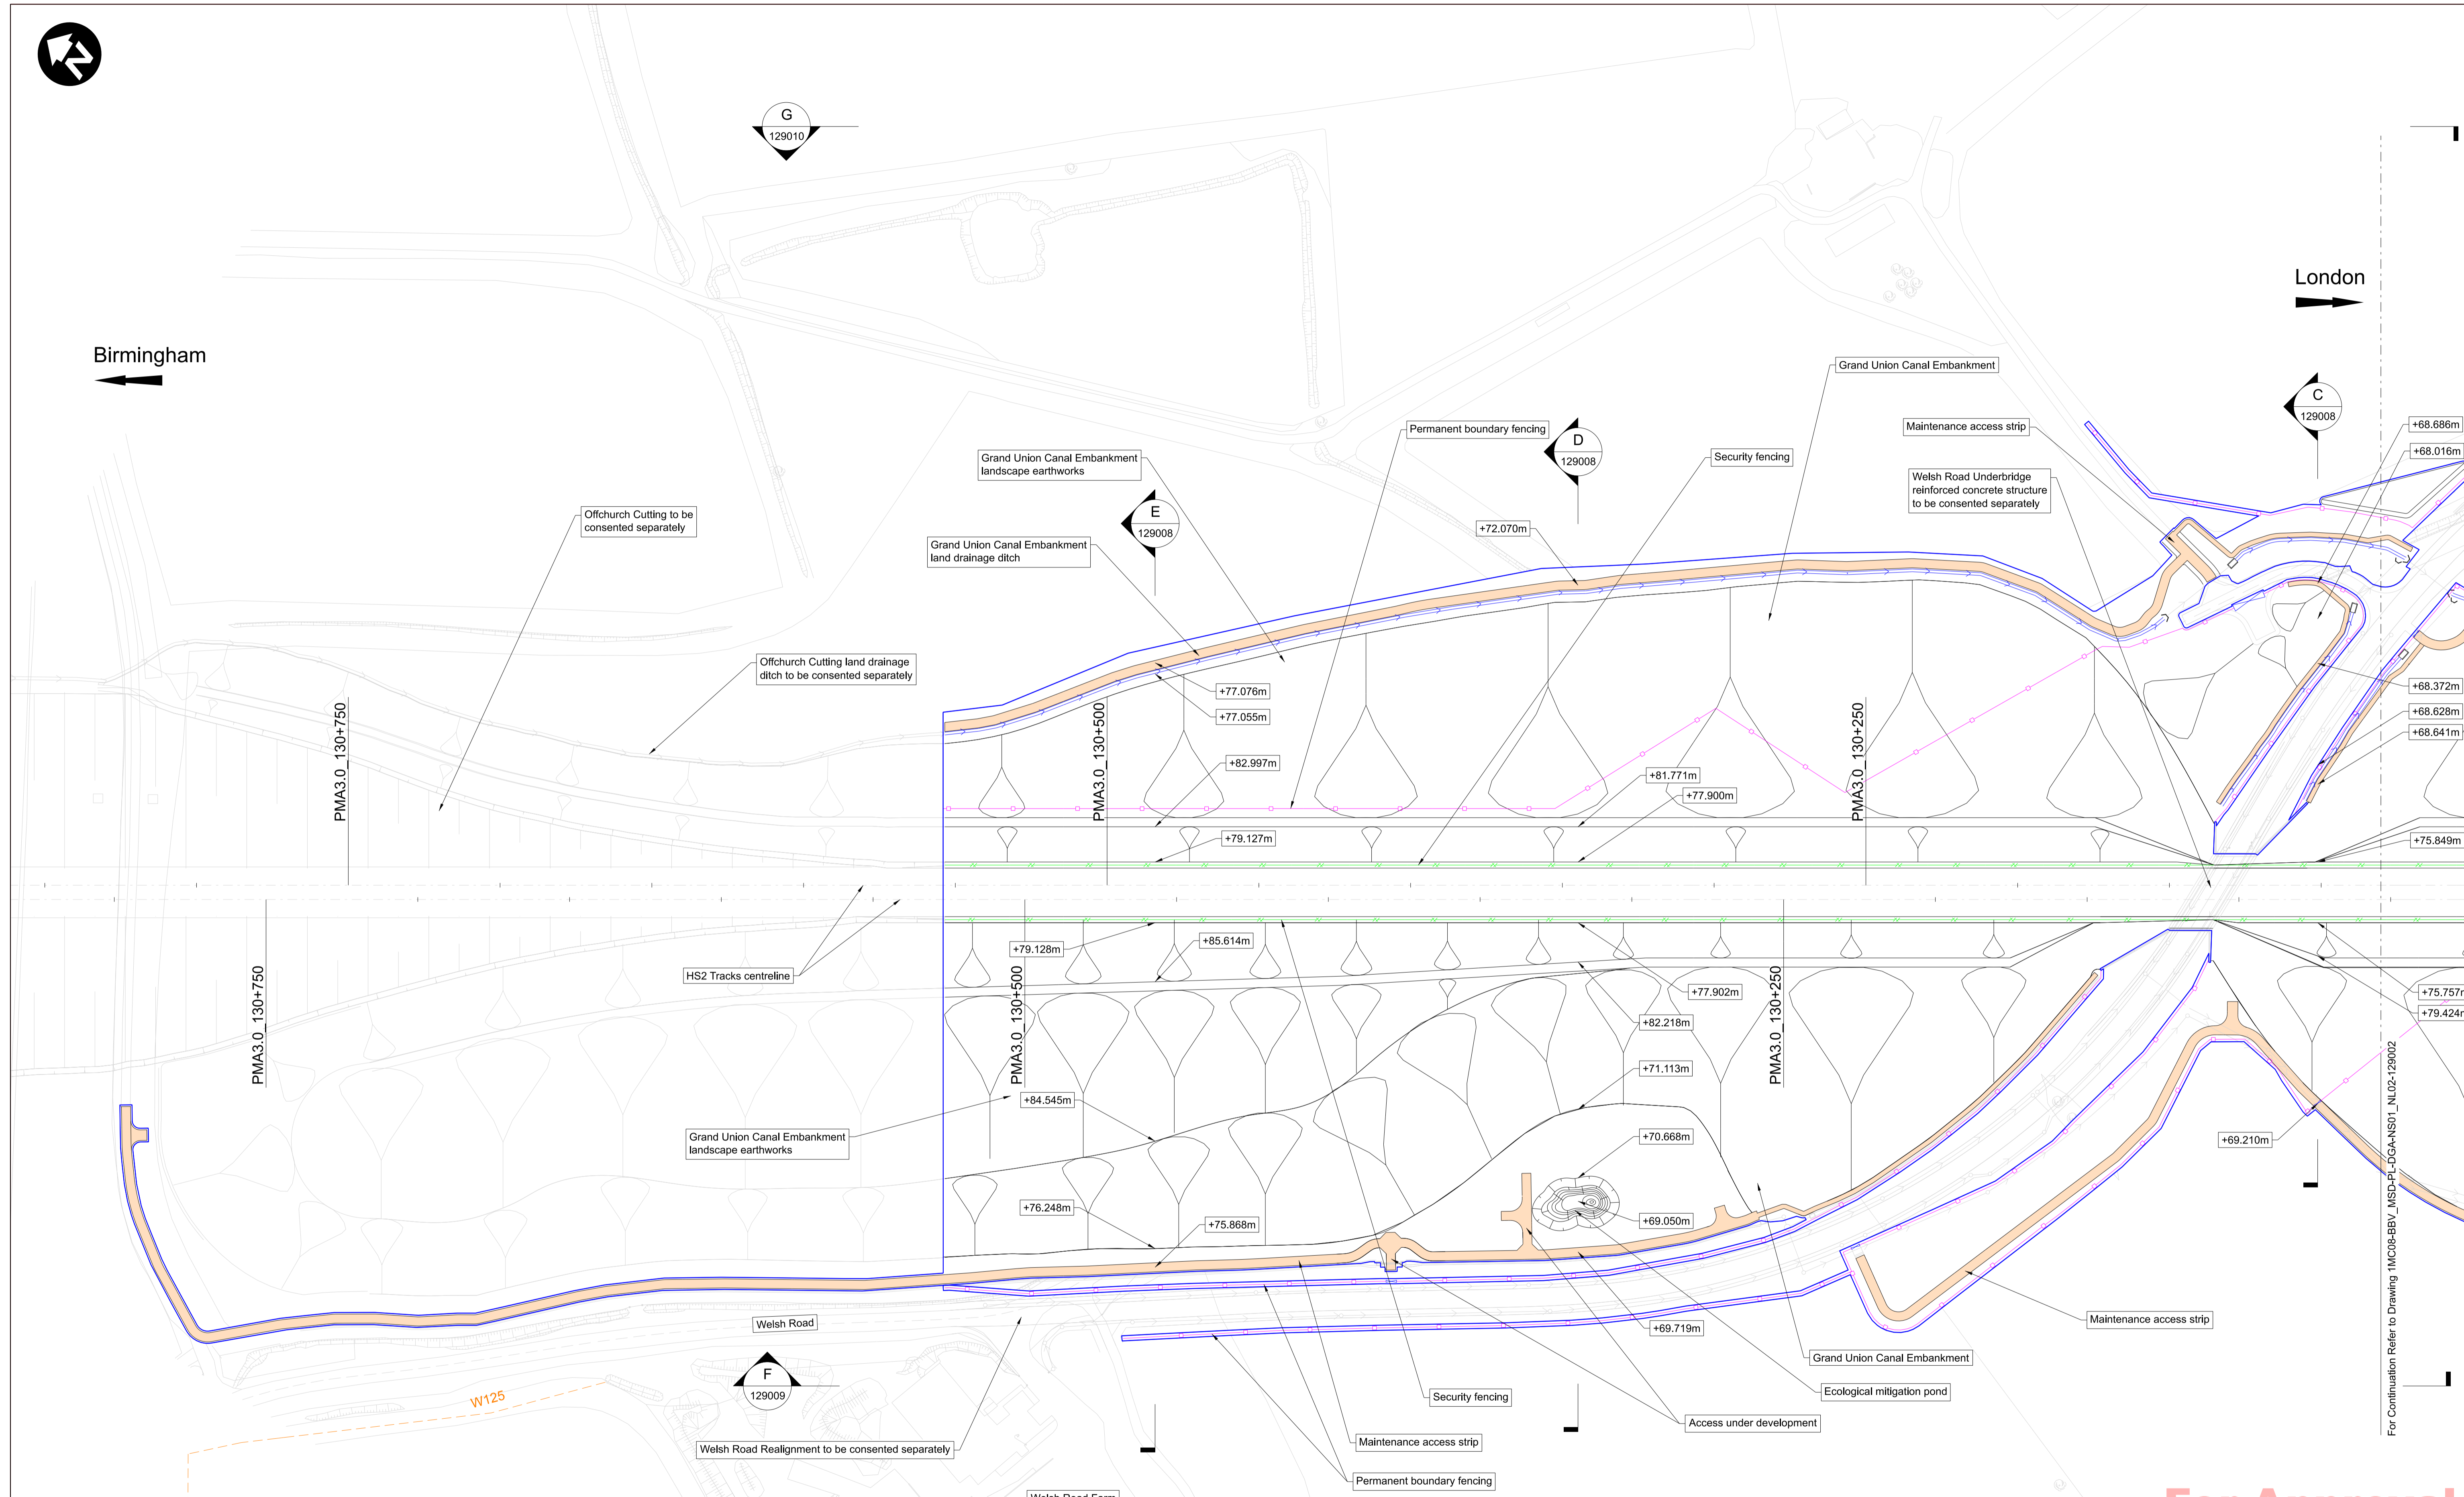 N
G
129010
London
Birmingham
Grand Union Canal Embankment
C
129008
Permanent boundary fencing
D
129008
Maintenance access strip
+68.686m
+68.016m
Grand Union Canal Embankment
landscape earthworks
Security fencing
Welsh Road Underbridge
reinforced concrete structure
to be consented separately
E
129008
Offchurch Cutting to be
consented separately
+72.070m
Grand Union Canal Embankment
land drainage ditch
Offchurch Cutting land drainage
ditch to be consented separately
+77.076m
+77.055m
+68.372m
+68.628m
+68.641m
PMA3.0_130+750
PMA3.0_130+500
PMA3.0_130+250
+82.997m
+81.771m
+77.900m
+79.127m
+75.849m
+79.128m
+85.614m
HS2 Tracks centreline
+77.902m
+75.757m
+79.424m
+82.218m
PMA3.0_130+750
PMA3.0_130+500
PMA3.0_130+250
+71.113m
+84.545m
Grand Union Canal Embankment
landscape earthworks
+70.668m
+69.210m
+76.248m
+75.868m
+69.050m
For Continuation Refer to Drawing 1MC08-BBV_MSD-PL-DGA-NS01_NL02-129002
Welsh Road
+69.719m
Maintenance access strip
Grand Union Canal Embankment
F
129009
W125
Security fencing
Ecological mitigation pond
Access under development
Welsh Road Realignment to be consented separately
Maintenance access strip
Permanent boundary fencing
Welsh Road Farm
For Approval